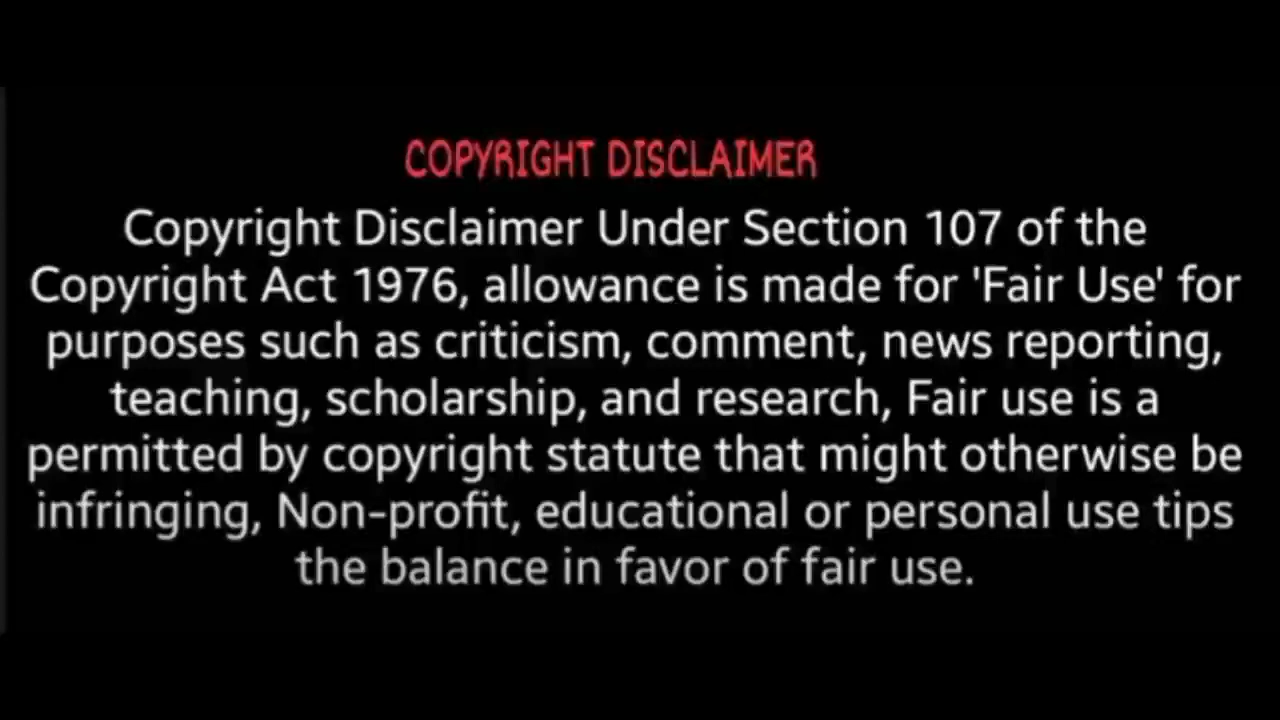 COPYRIGHT DISCLAIMER
Copyright Disclaimer Under Section 107 of the
Copyright Act 1976, allowance is made for 'Fair Use' for
purposes such as criticism, comment, news reporting,
teaching, scholarship, and research, Fair use is a
permitted by copyright statute that might otherwise be
infringing, Non-profit, educational or personal use tips
the balance in favor of fair use.